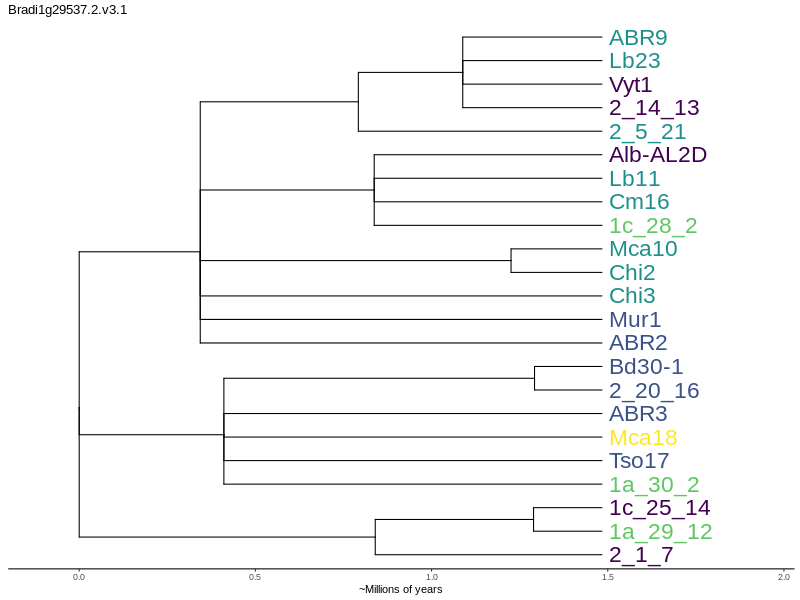 Bradi1g29537.2.v3.1
ABR9
Lb23
Vyt1
2_14_13
2_5_21
Alb-AL2D
Lb11
Cm16
1c_28_2
Mca10
Chi2
Chi3
Mur1
ABR2
Bd30-1
2_20_16
ABR3
Mca18
Tso17
1a_30_2
1c_25_14
1a_29_12
2_1_7
0.0 0.5 1.0 1.5 2.0
~Millions of years